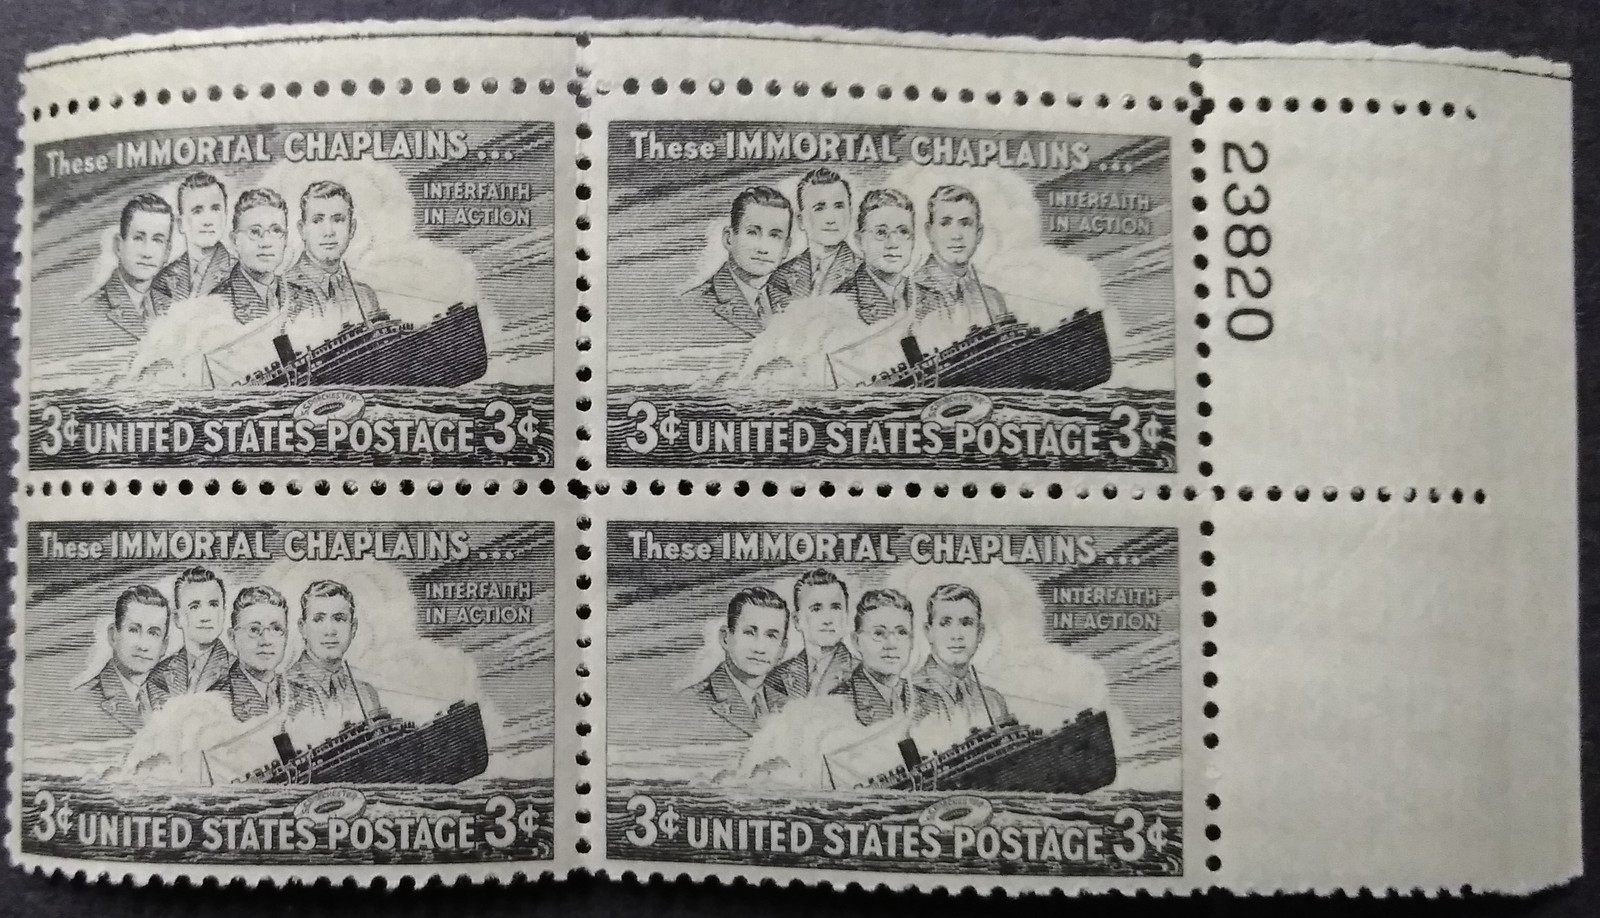 These IMMORTAL CHAPLAINS...
INTERFAITH
IN ACTION
S.S. DORCHESTER
3¢ UNITED STATES POSTAGE 3¢
These IMMORTAL CHAPLAINS...
INTERFAITH
IN ACTION
3¢ UNITED STATES POSTAGE 3¢
23820
These IMMORTAL CHAPLAINS...
INTERFAITH
IN ACTION
3¢ UNITED STATES POSTAGE 3¢
These IMMORTAL CHAPLAINS...
INTERFAITH
IN ACTION
3¢ UNITED STATES POSTAGE 3¢